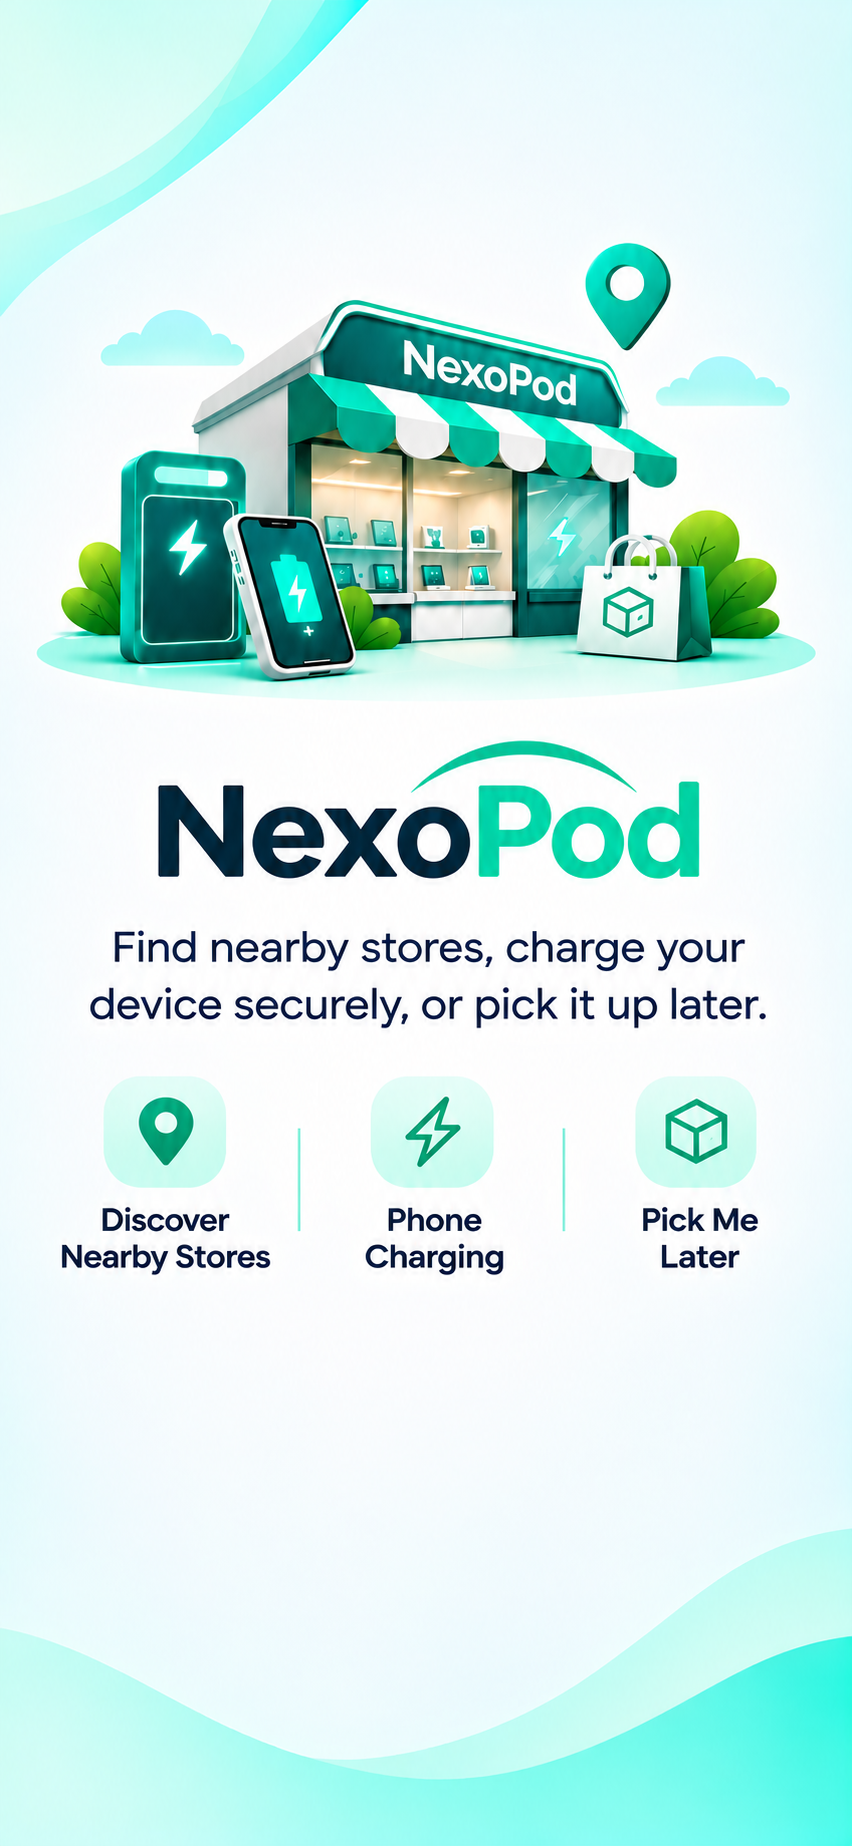 NexoPod
NexoPod
Find nearby stores, charge your
device securely, or pick it up later.
Discover
Nearby Stores
Phone
Charging
Pick Me
Later